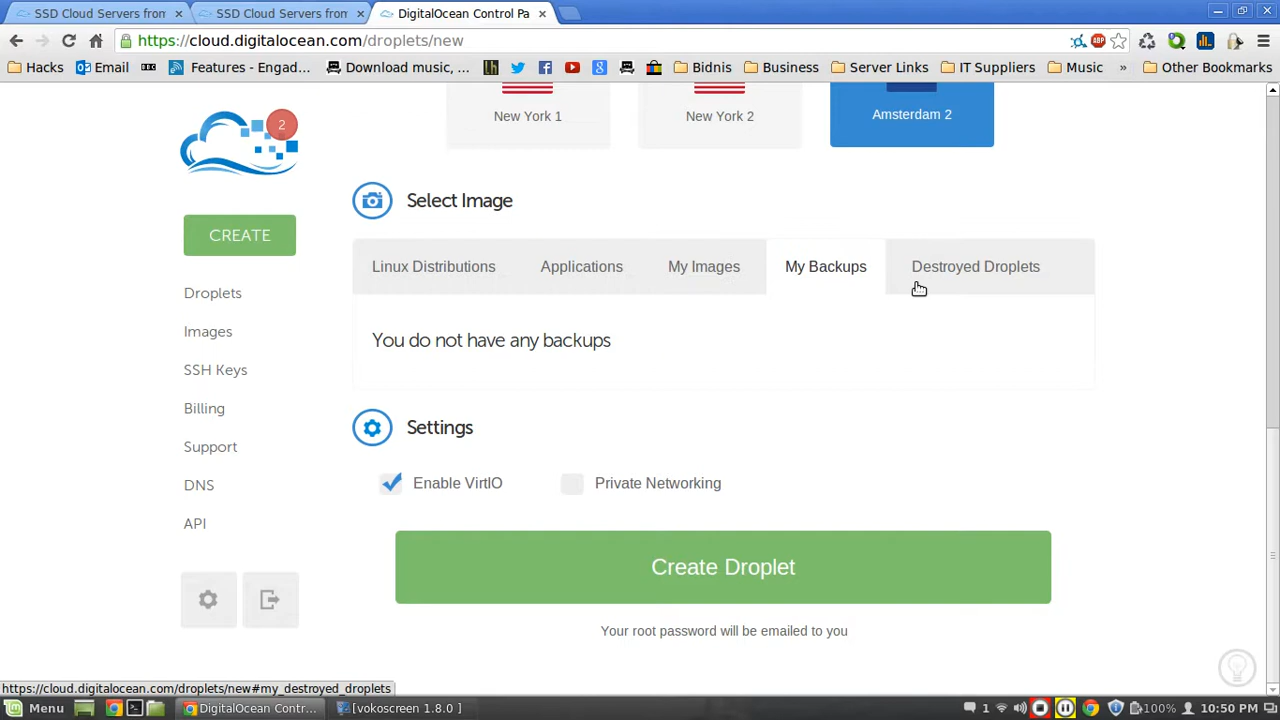 SSD Cloud Servers from
SSD Cloud Servers from
DigitalOcean Control Pa
https://cloud.digitalocean.com/droplets/new
ABP
Hacks
Email
Features - Engad...
Download music, ...
Bidnis
Business
Server Links
IT Suppliers
Music
»
Other Bookmarks
New York 1
New York 2
Amsterdam 2
2
Select Image
CREATE
Linux Distributions
Applications
My Images
My Backups
Destroyed Droplets
Droplets
Images
You do not have any backups
SSH Keys
Billing
Settings
Support
DNS
Enable VirtIO
Private Networking
API
Create Droplet
Your root password will be emailed to you
https://cloud.digitalocean.com/droplets/new#my_destroyed_droplets
Menu
DigitalOcean Contr...
[vokoscreen 1.8.0 ]
1
100%
10:50 PM